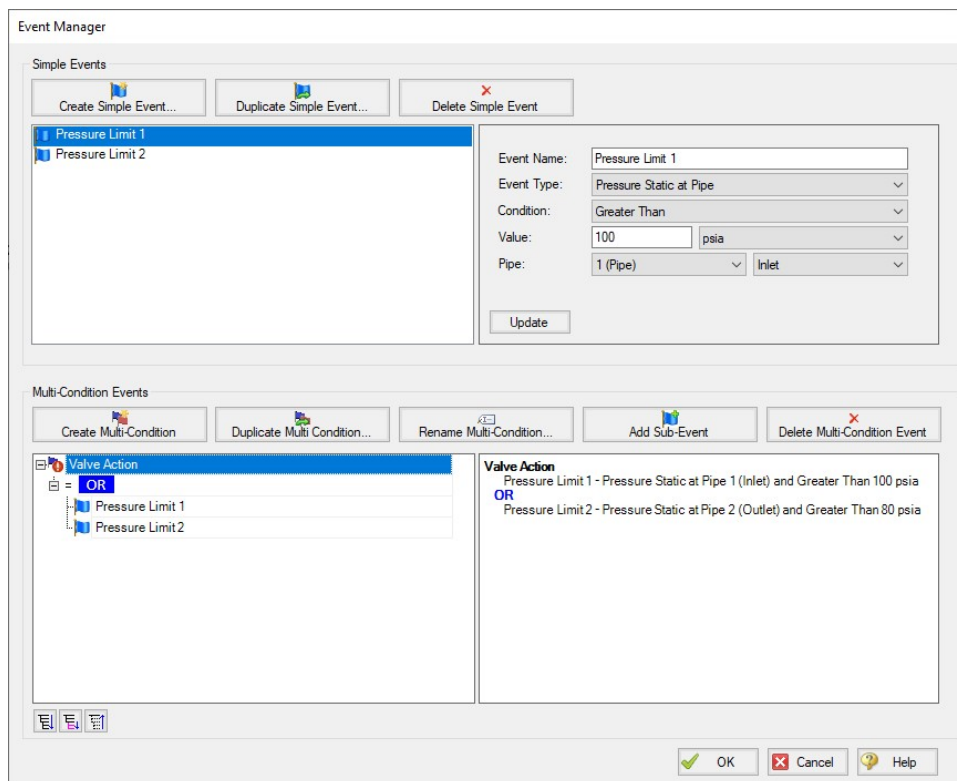 Event Manager
Simple Events
Create Simple Event...
Duplicate Simple Event...
Delete Simple Event
Pressure Limit 1
Pressure Limit 2
Event Name: Pressure Limit 1
Event Type: Pressure Static at Pipe
Condition: Greater Than
Value: 100 psia
Pipe: 1 (Pipe) Inlet
Update
Multi-Condition Events
Create Multi-Condition
Duplicate Multi Condition...
Rename Multi-Condition...
Add Sub-Event
Delete Multi-Condition Event
Valve Action
= OR
Pressure Limit 1
Pressure Limit 2
Valve Action
Pressure Limit 1 - Pressure Static at Pipe 1 (Inlet) and Greater Than 100 psia
OR
Pressure Limit 2 - Pressure Static at Pipe 2 (Outlet) and Greater Than 80 psia
OK
Cancel
Help